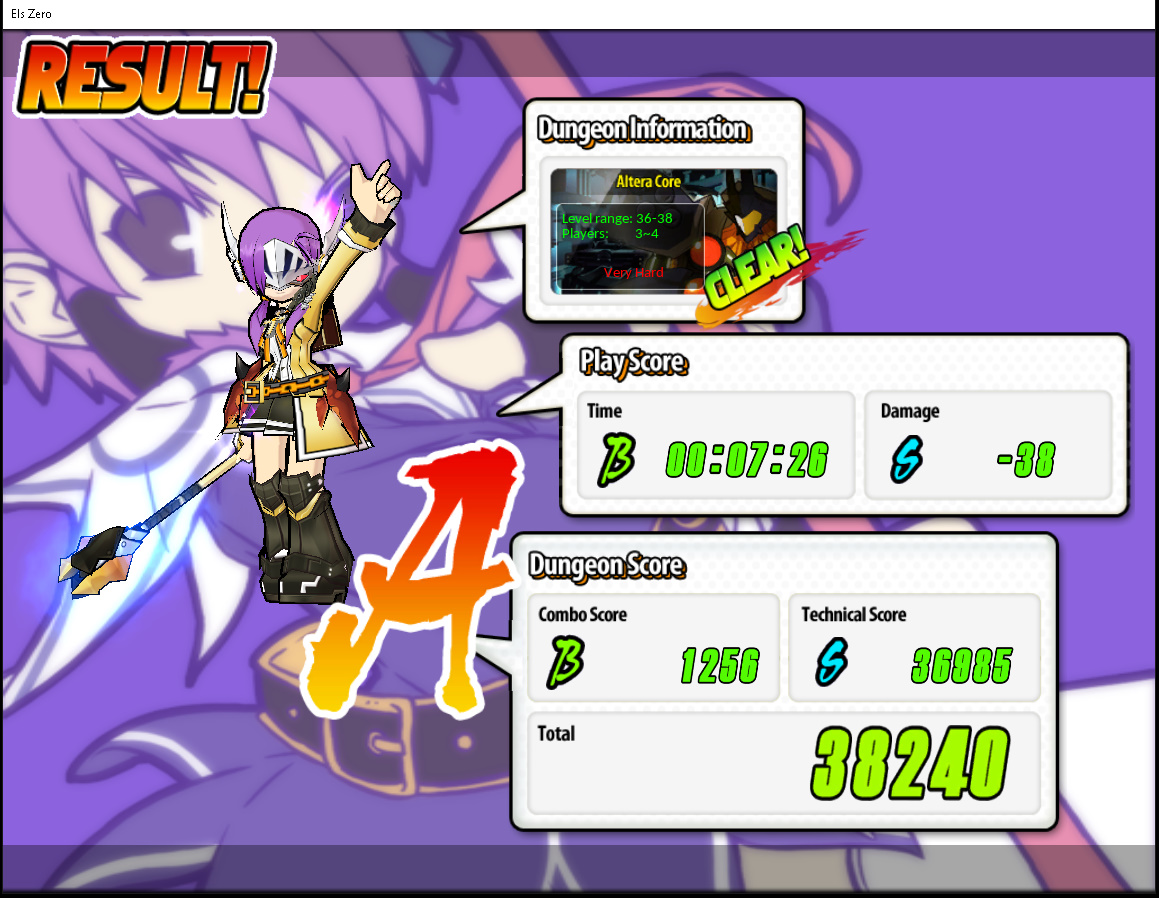 Els Zero
RESULT!
Dungeon Information
Altera Core
Level range: 36-38
Players: 3~4
Very Hard
CLEAR!
Play Score
Time
Damage
B 00:07:26
S -38
A
Dungeon Score
Combo Score
Technical Score
B 1256
S 36985
Total
38240